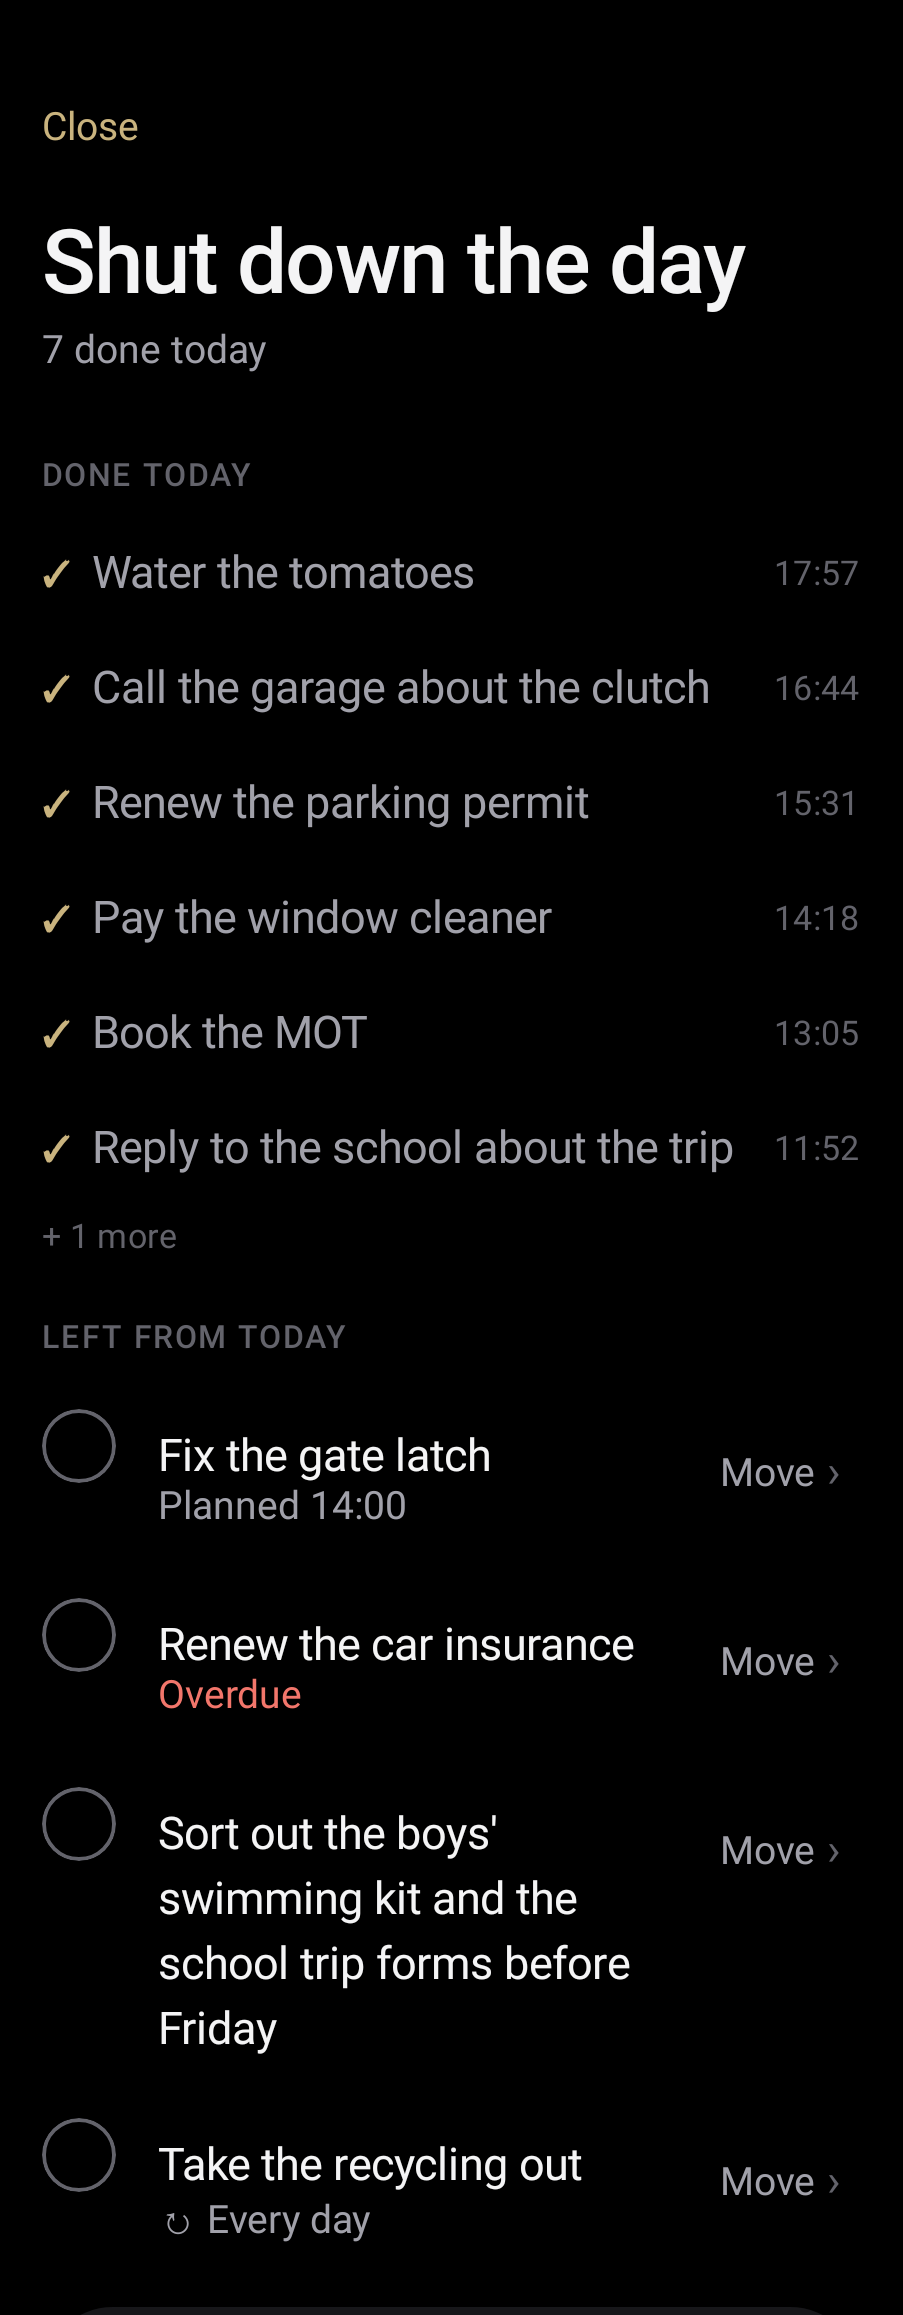 Close
Shut down the day
7 done today
DONE TODAY
✓ Water the tomatoes 17:57
✓ Call the garage about the clutch 16:44
✓ Renew the parking permit 15:31
✓ Pay the window cleaner 14:18
✓ Book the MOT 13:05
✓ Reply to the school about the trip 11:52
+ 1 more
LEFT FROM TODAY
Fix the gate latch Move ›
Planned 14:00
Renew the car insurance Move ›
Overdue
Sort out the boys' Move ›
swimming kit and the
school trip forms before
Friday
Take the recycling out Move ›
↻ Every day